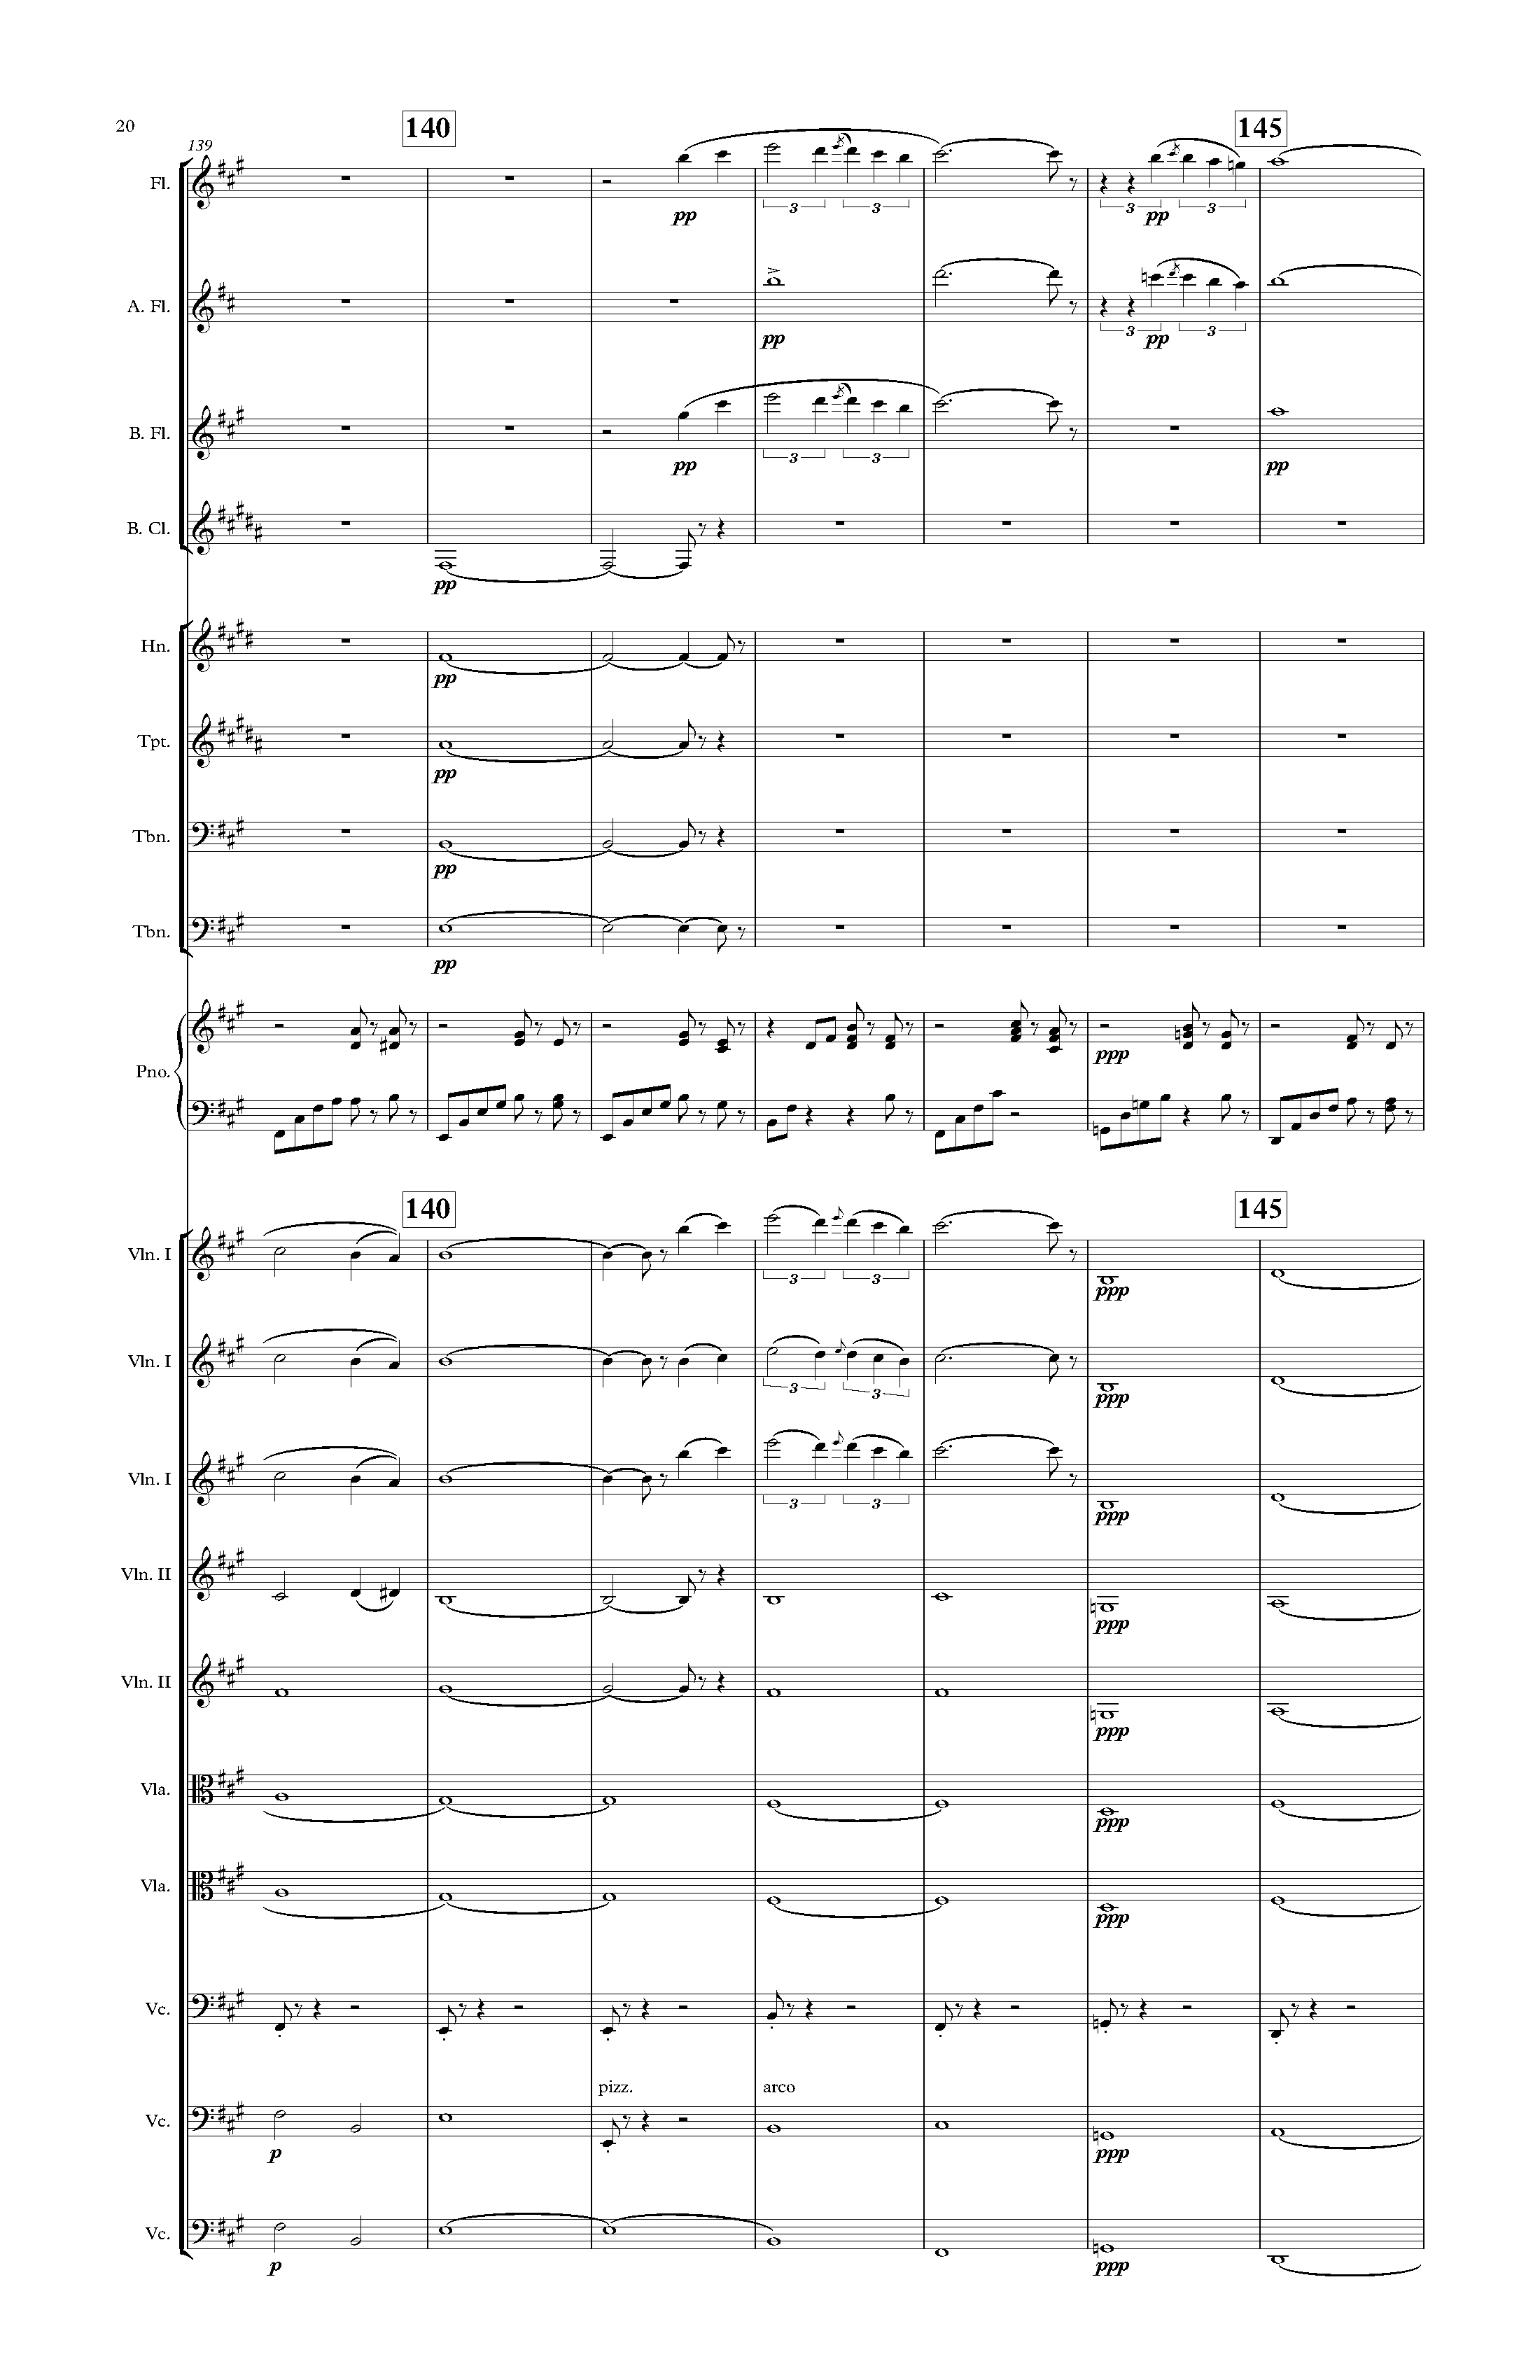 20
139
140
145
Fl.
pp
3
3
3
pp
3
A. Fl.
pp
3
pp
3
B. Fl.
pp
3
3
pp
B. Cl.
pp
Hn.
pp
Tpt.
pp
Tbn.
pp
Tbn.
pp
Pno.
ppp
140
145
Vln. I
3
3
ppp
Vln. I
3
3
ppp
Vln. I
3
3
ppp
Vln. II
ppp
Vln. II
ppp
Vla.
ppp
Vla.
ppp
Vc.
pizz.
arco
Vc.
p
ppp
Vc.
p
ppp